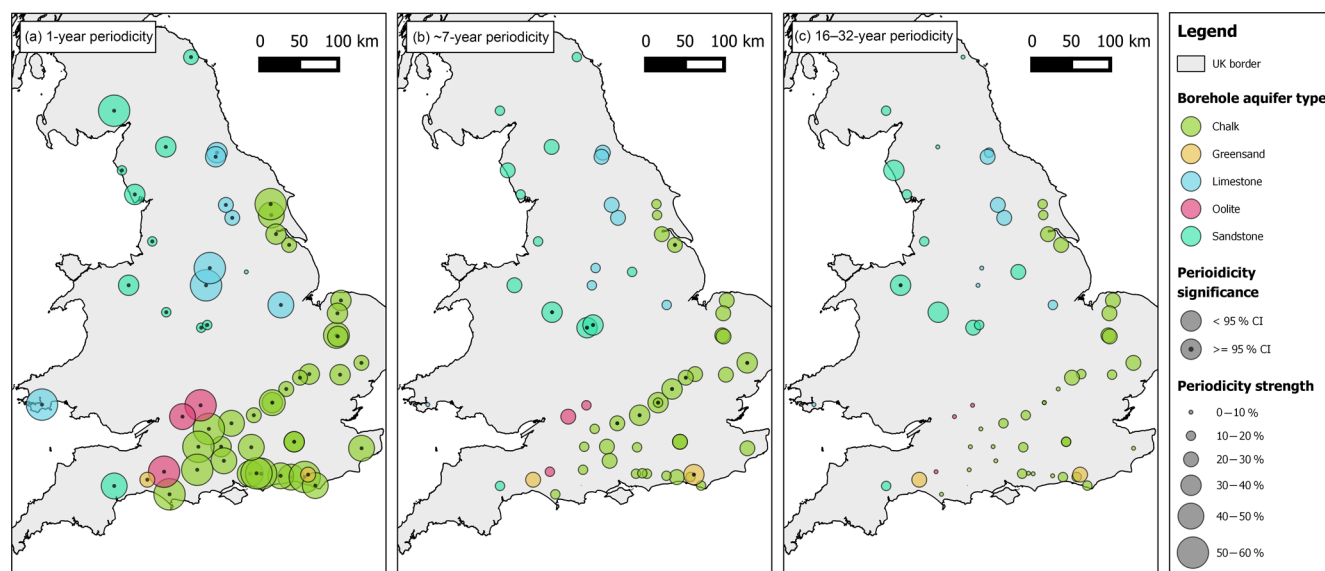 (a) 1-year periodicity
0 50 100 km
(b) ~7-year periodicity
0 50 100 km
(c) 16–32-year periodicity
0 50 100 km
Legend
UK border
Borehole aquifer type
Chalk
Greensand
Limestone
Oolite
Sandstone
Perioidicity
significance
< 95 % CI
>= 95 % CI
Periodicity strength
0–10 %
10–20 %
20–30 %
30–40 %
40–50 %
50–60 %